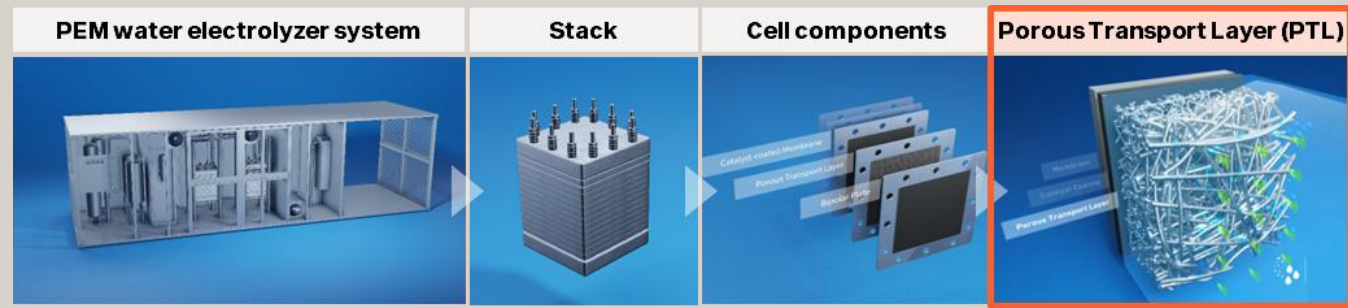 PEM water electrolyzer system
Stack
Cell components
Porous Transport Layer (PTL)
Catalyst-coated Membrane
Porous Transport Layer
Bipolar Plate
Membrane
Catalyst Coating
Porous Transport Layer